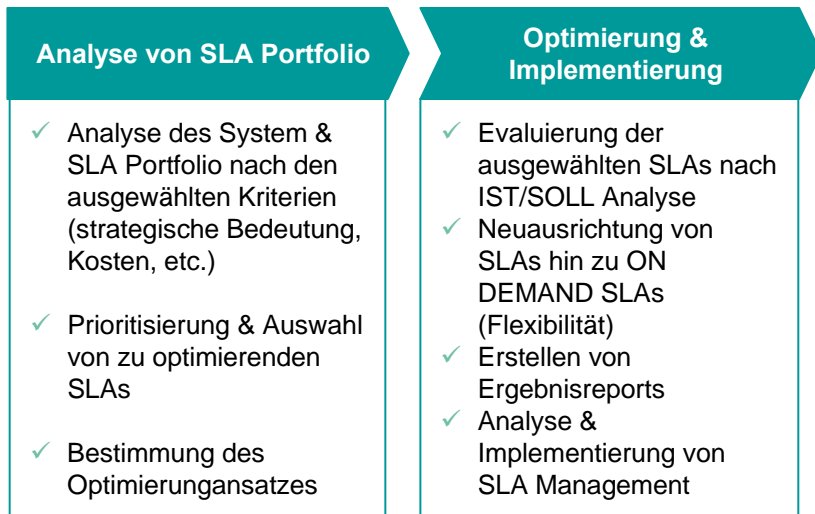 Analyse von SLA Portfolio
Analyse des System &
SLA Portfolio nach den
ausgewählten Kriterien
(strategische Bedeutung,
Kosten, etc.)
Prioritisierung & Auswahl
von zu optimierenden
SLAs
Bestimmung des
Optimierungansatzes
Optimierung &
Implementierung
Evaluierung der
ausgewählten SLAs nach
IST/SOLL Analyse
Neuausrichtung von
SLAs hin zu ON
DEMAND SLAs
(Flexibilität)
Erstellen von
Ergebnisreports
Analyse &
Implementierung von
SLA Management